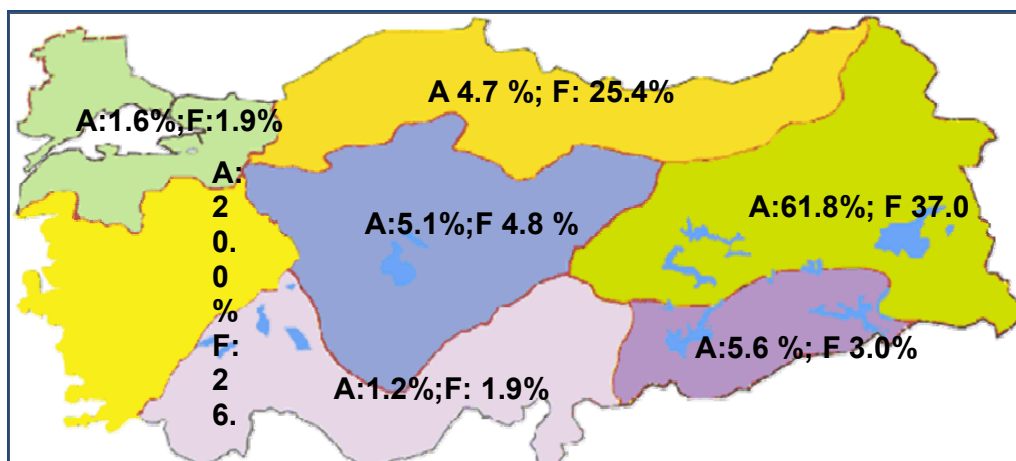 A 4.7 %; F: 25.4%
A:1.6%;F:1.9%
A:
2
0.
0
%
F:
2
6.
A:5.1%;F 4.8 %
A:61.8%; F 37.0
A:5.6 %; F 3.0%
A:1.2%;F: 1.9%